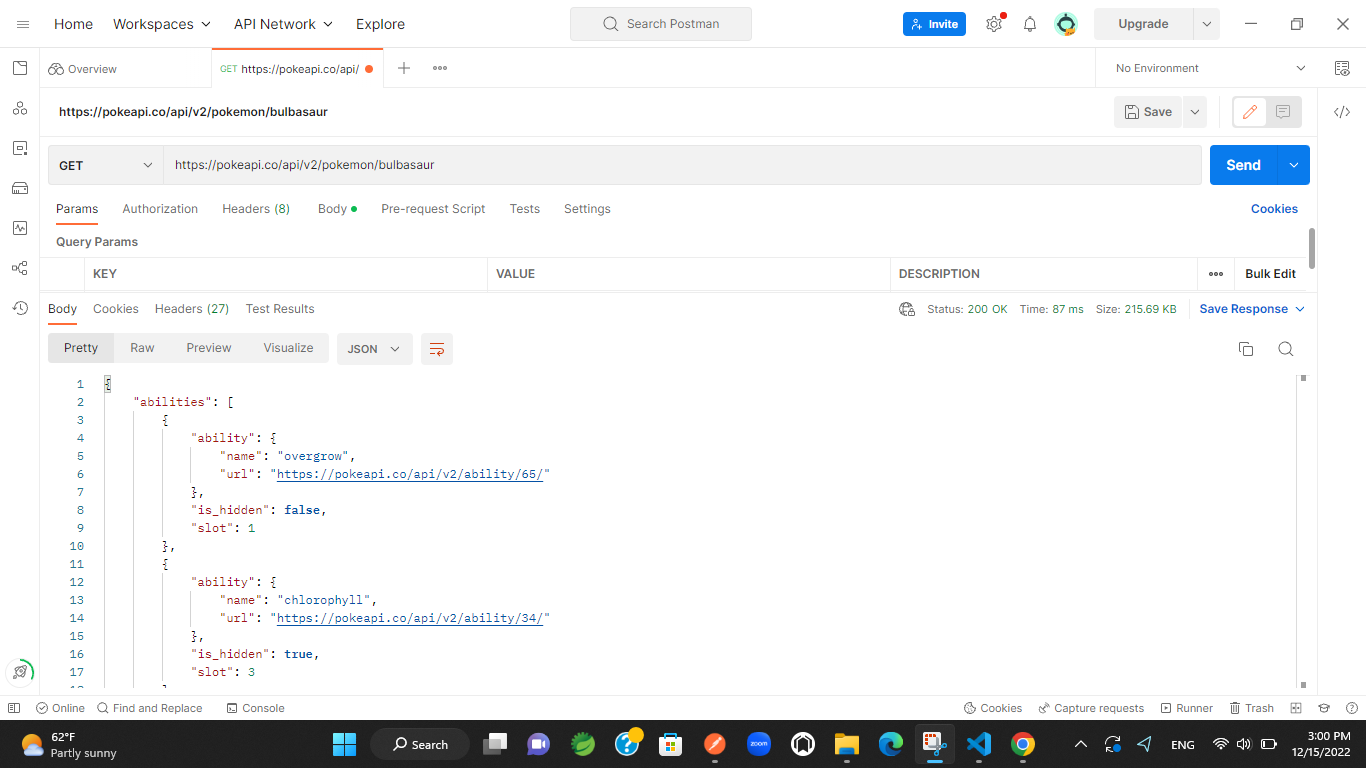 Home Workspaces API Network Explore Search Postman Invite Upgrade
Overview GET https://pokeapi.co/api/ No Environment
https://pokeapi.co/api/v2/pokemon/bulbasaur Save
GET https://pokeapi.co/api/v2/pokemon/bulbasaur Send
Params Authorization Headers (8) Body Pre-request Script Tests Settings Cookies
Query Params
KEY VALUE DESCRIPTION Bulk Edit
Body Cookies Headers (27) Test Results Status: 200 OK Time: 87 ms Size: 215.69 KB Save Response
Pretty Raw Preview Visualize JSON
1 {
2 "abilities": [
3 {
4 "ability": {
5 "name": "overgrow",
6 "url": "https://pokeapi.co/api/v2/ability/65/"
7 },
8 "is_hidden": false,
9 "slot": 1
10 },
11 {
12 "ability": {
13 "name": "chlorophyll",
14 "url": "https://pokeapi.co/api/v2/ability/34/"
15 },
16 "is_hidden": true,
17 "slot": 3
Online Find and Replace Console Cookies Capture requests Runner Trash
62°F
Partly sunny
Search
zoom
ENG
3:00 PM
12/15/2022